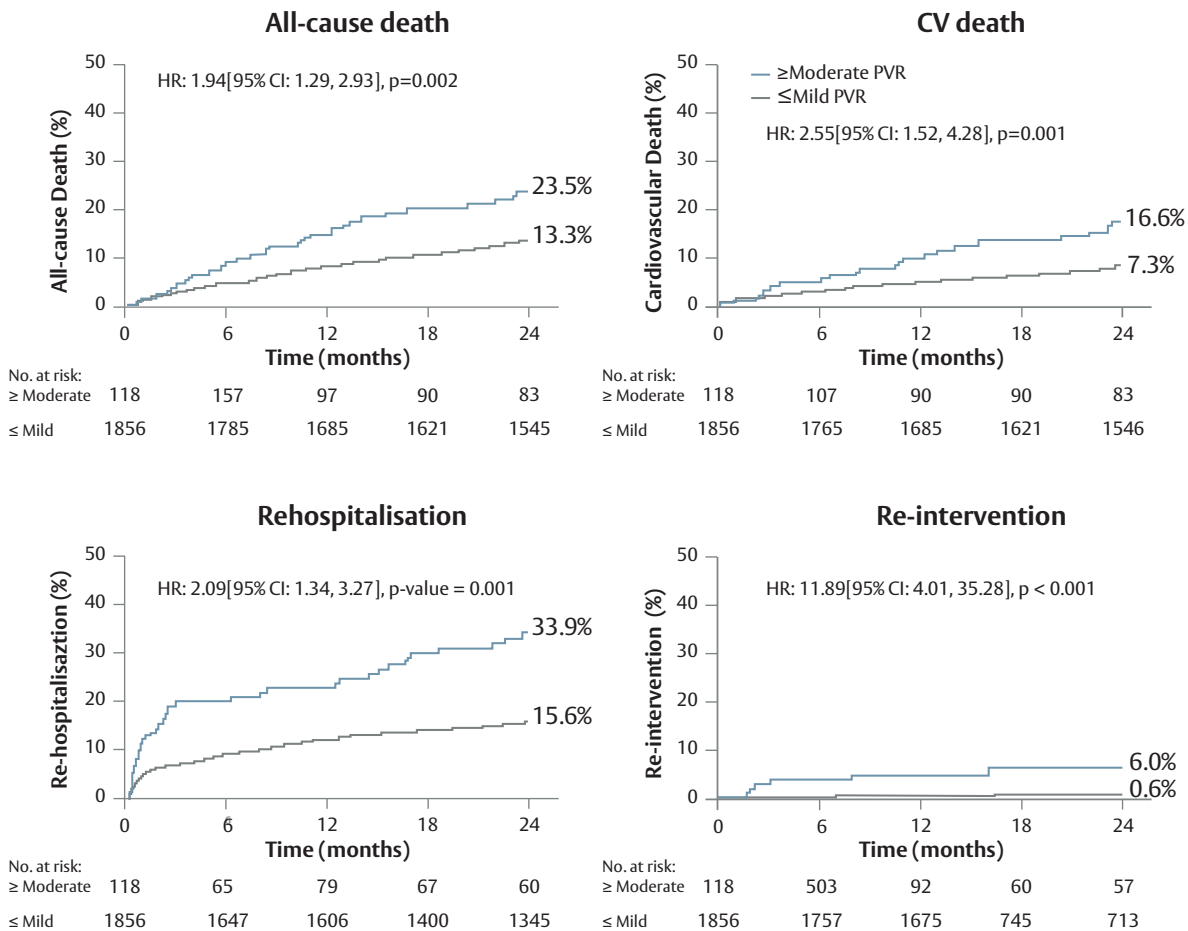 All-cause death
HR: 1.94[95% CI: 1.29, 2.93], p=0.002
All-cause Death (%)
50
40
30
20
10
0
23.5%
13.3%
0 6 12 18 24
Time (months)
No. at risk:
≥ Moderate 118 157 97 90 83
≤ Mild 1856 1785 1685 1621 1545
CV death
≥Moderate PVR
≤Mild PVR
HR: 2.55[95% CI: 1.52, 4.28], p=0.001
Cardiovascular Death (%)
50
40
30
20
10
0
16.6%
7.3%
0 6 12 18 24
Time (months)
No. at risk:
≥ Moderate 118 107 90 90 83
≤ Mild 1856 1765 1685 1621 1546
Rehospitalisation
HR: 2.09[95% CI: 1.34, 3.27], p-value = 0.001
Re-hospitalisaztion (%)
50
40
30
20
10
0
33.9%
15.6%
0 6 12 18 24
Time (months)
No. at risk:
≥ Moderate 118 65 79 67 60
≤ Mild 1856 1647 1606 1400 1345
Re-intervention
HR: 11.89[95% CI: 4.01, 35.28], p < 0.001
Re-intervention (%)
50
40
30
20
10
0
6.0%
0.6%
0 6 12 18 24
Time (months)
No. at risk:
≥ Moderate 118 503 92 60 57
≤ Mild 1856 1757 1675 745 713